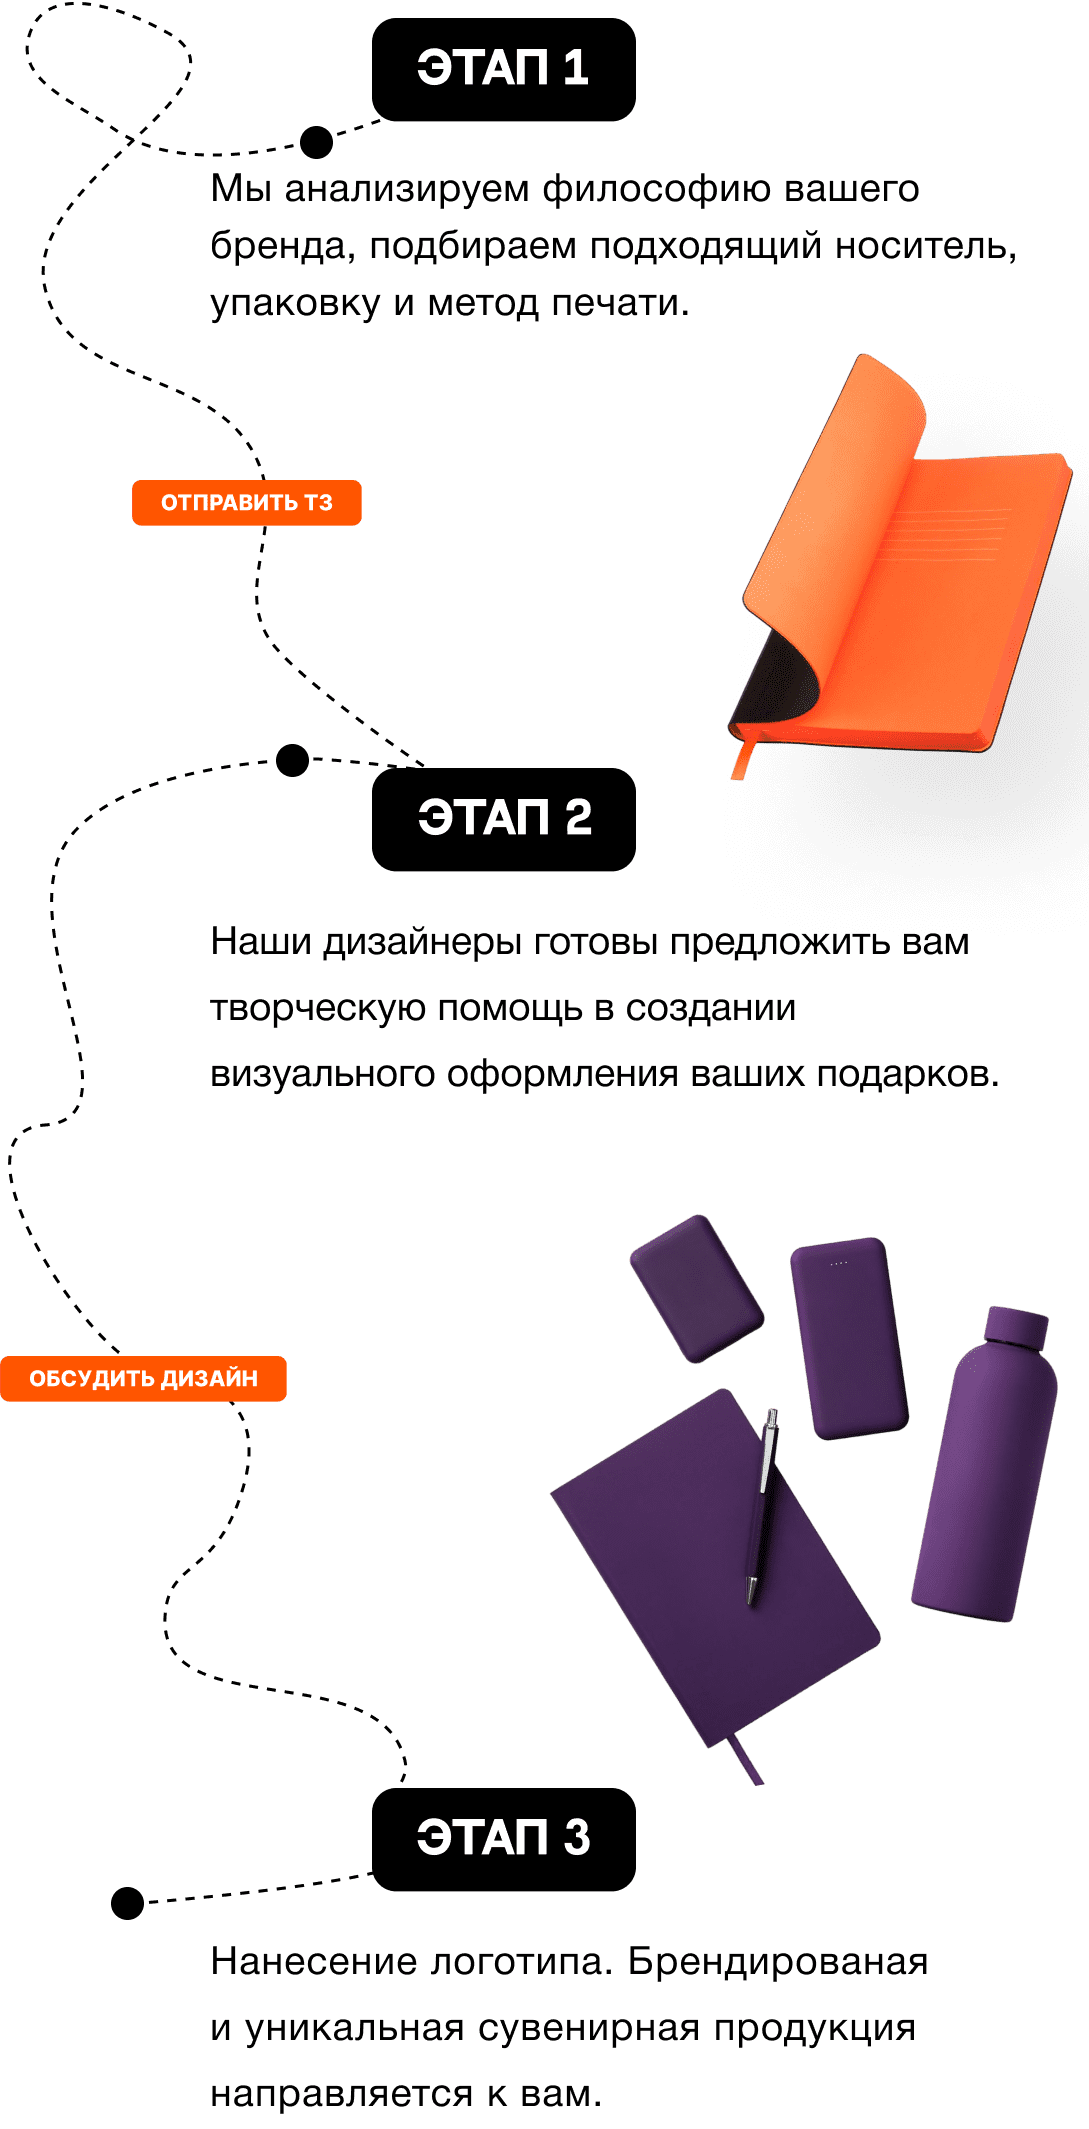 ЭТАП 1
Мы анализируем философию вашего
бренда, подбираем подходящий носитель,
упаковку и метод печати.
ОТПРАВИТЬ ТЗ
ЭТАП 2
Наши дизайнеры готовы предложить вам
творческую помощь в создании
визуального оформления ваших подарков.
ОБСУДИТЬ ДИЗАЙН
ЭТАП 3
Нанесение логотипа. Брендированая
и уникальная сувенирная продукция
направляется к вам.